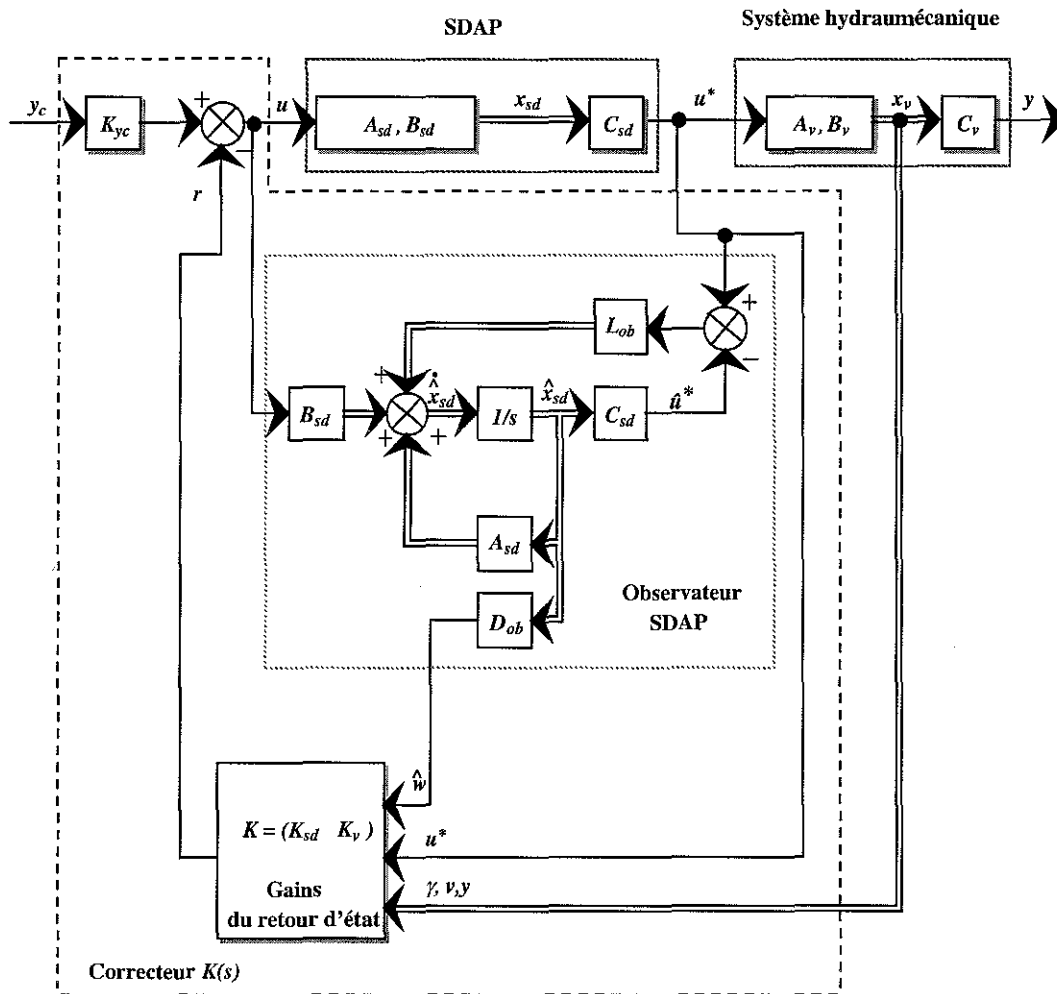 SDAP
Système hydraumécanique
y_c
K_yc
+
−
u
A_sd , B_sd
x_sd
C_sd
u*
A_v , B_v
x_v
C_v
y
r
L_ob
+
−
B_sd
+
+
+
ẋ̂_sd
1/s
x̂_sd
C_sd
û*
A_sd
D_ob
Observateur
SDAP
ŵ
K = (K_sd K_v )
u*
Gains
du retour d'état
γ, v,y
Correcteur K(s)